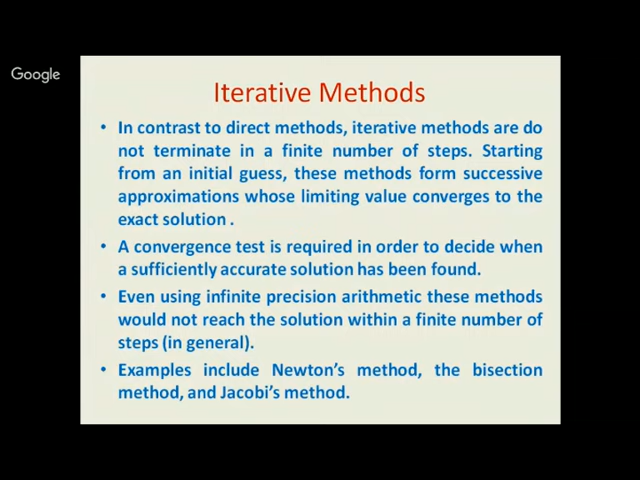 Google
Iterative Methods
• In contrast to direct methods, iterative methods are do
not terminate in a finite number of steps. Starting
from an initial guess, these methods form successive
approximations whose limiting value converges to the
exact solution .
• A convergence test is required in order to decide when
a sufficiently accurate solution has been found.
• Even using infinite precision arithmetic these methods
would not reach the solution within a finite number of
steps (in general).
• Examples include Newton’s method, the bisection
method, and Jacobi’s method.